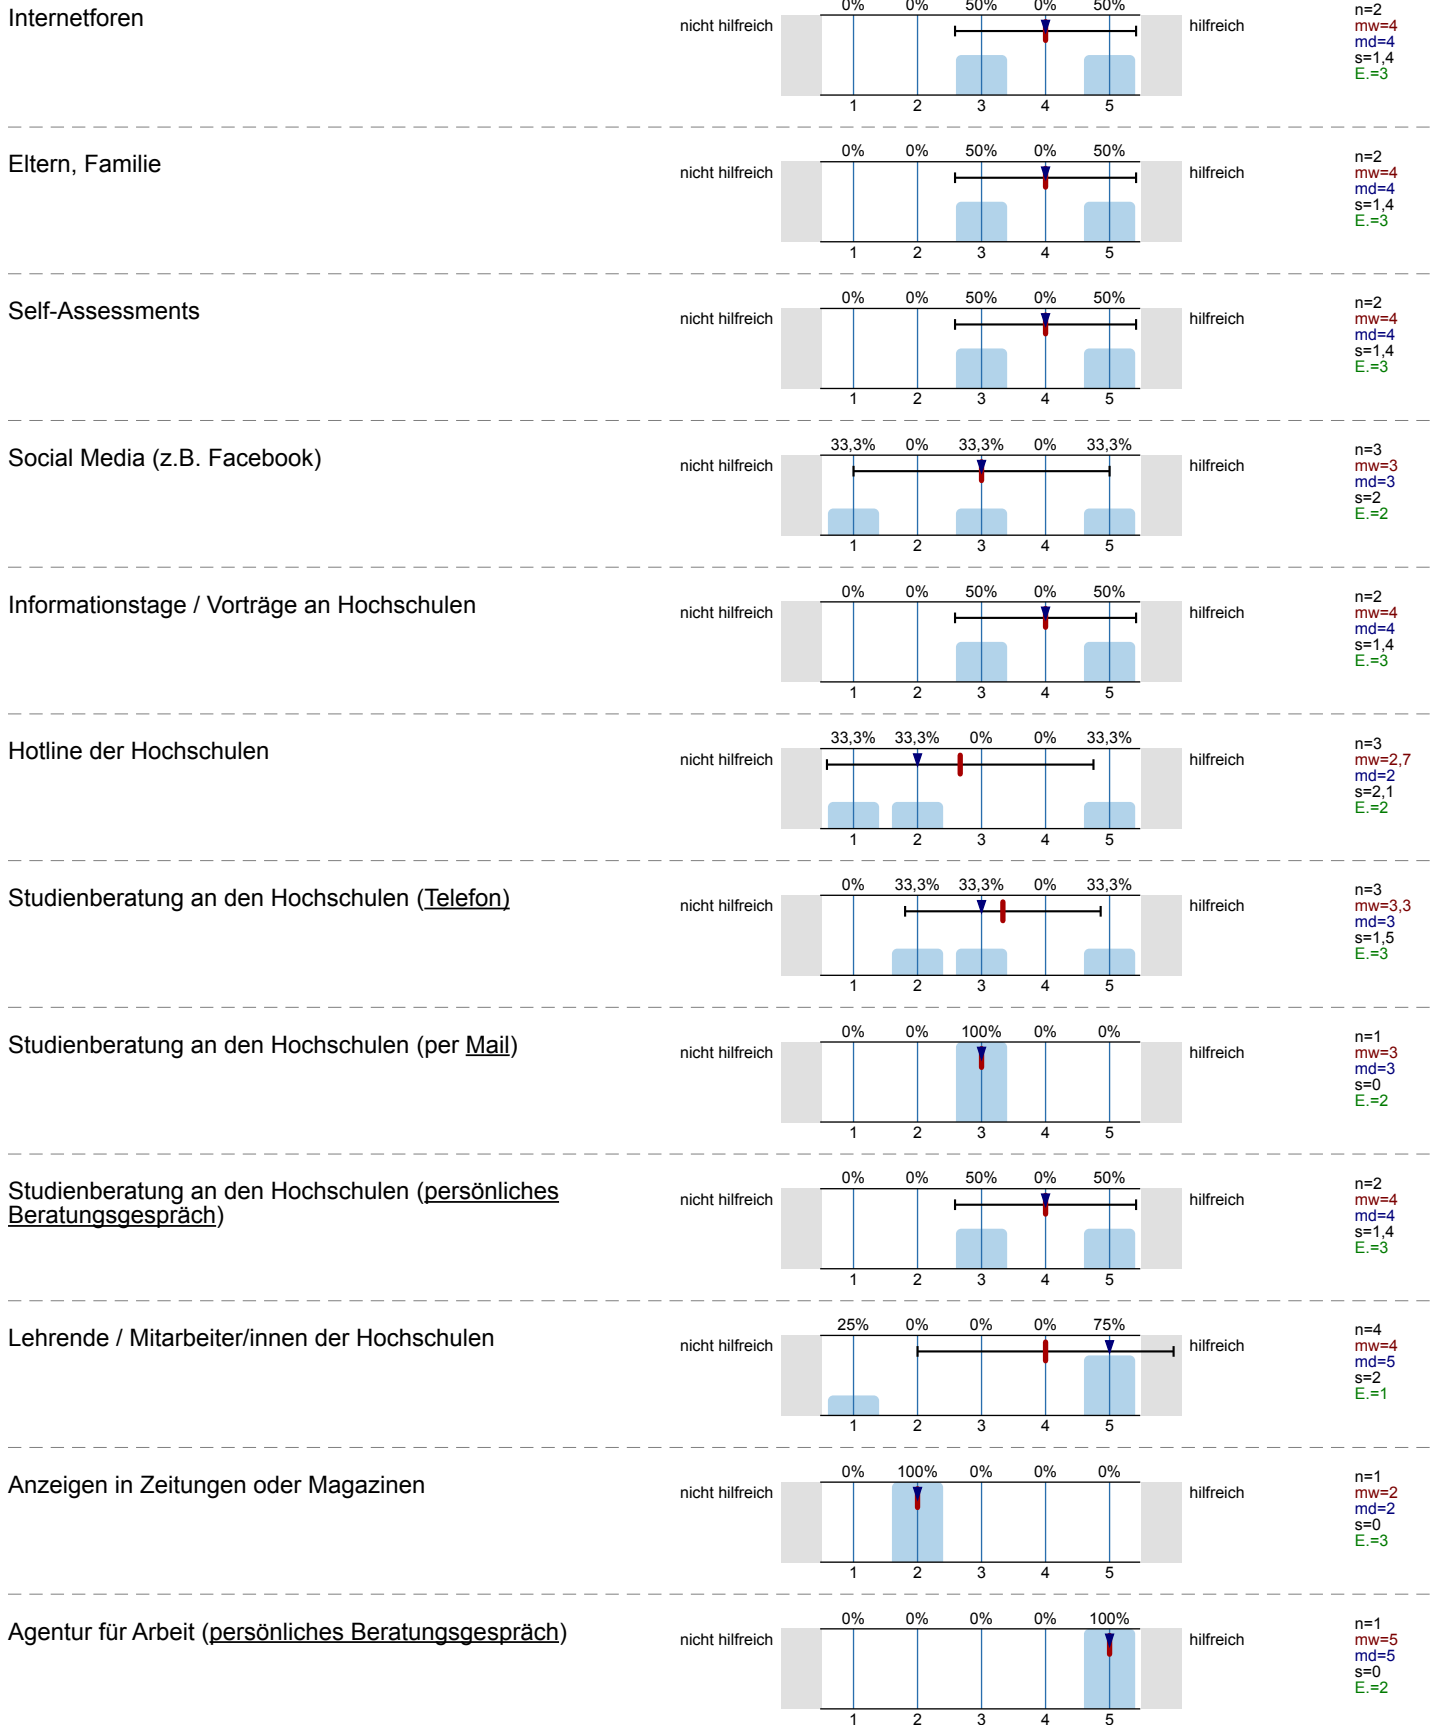 Internetforen
0% 0% 50% 0% 50%
nicht hilfreich hilfreich
1 2 3 4 5
n=2
mw=4
md=4
s=1,4
E.=3
Eltern, Familie
0% 0% 50% 0% 50%
nicht hilfreich hilfreich
1 2 3 4 5
n=2
mw=4
md=4
s=1,4
E.=3
Self-Assessments
0% 0% 50% 0% 50%
nicht hilfreich hilfreich
1 2 3 4 5
n=2
mw=4
md=4
s=1,4
E.=3
Social Media (z.B. Facebook)
33,3% 0% 33,3% 0% 33,3%
nicht hilfreich hilfreich
1 2 3 4 5
n=3
mw=3
md=3
s=2
E.=2
Informationstage / Vorträge an Hochschulen
0% 0% 50% 0% 50%
nicht hilfreich hilfreich
1 2 3 4 5
n=2
mw=4
md=4
s=1,4
E.=3
Hotline der Hochschulen
33,3% 33,3% 0% 0% 33,3%
nicht hilfreich hilfreich
1 2 3 4 5
n=3
mw=2,7
md=2
s=2,1
E.=2
Studienberatung an den Hochschulen (Telefon)
0% 33,3% 33,3% 0% 33,3%
nicht hilfreich hilfreich
1 2 3 4 5
n=3
mw=3,3
md=3
s=1,5
E.=3
Studienberatung an den Hochschulen (per Mail)
0% 0% 100% 0% 0%
nicht hilfreich hilfreich
1 2 3 4 5
n=1
mw=3
md=3
s=0
E.=2
Studienberatung an den Hochschulen (persönliches
Beratungsgespräch)
0% 0% 50% 0% 50%
nicht hilfreich hilfreich
1 2 3 4 5
n=2
mw=4
md=4
s=1,4
E.=3
Lehrende / Mitarbeiter/innen der Hochschulen
25% 0% 0% 0% 75%
nicht hilfreich hilfreich
1 2 3 4 5
n=4
mw=4
md=5
s=2
E.=1
Anzeigen in Zeitungen oder Magazinen
0% 100% 0% 0% 0%
nicht hilfreich hilfreich
1 2 3 4 5
n=1
mw=2
md=2
s=0
E.=3
Agentur für Arbeit (persönliches Beratungsgespräch)
0% 0% 0% 0% 100%
nicht hilfreich hilfreich
1 2 3 4 5
n=1
mw=5
md=5
s=0
E.=2